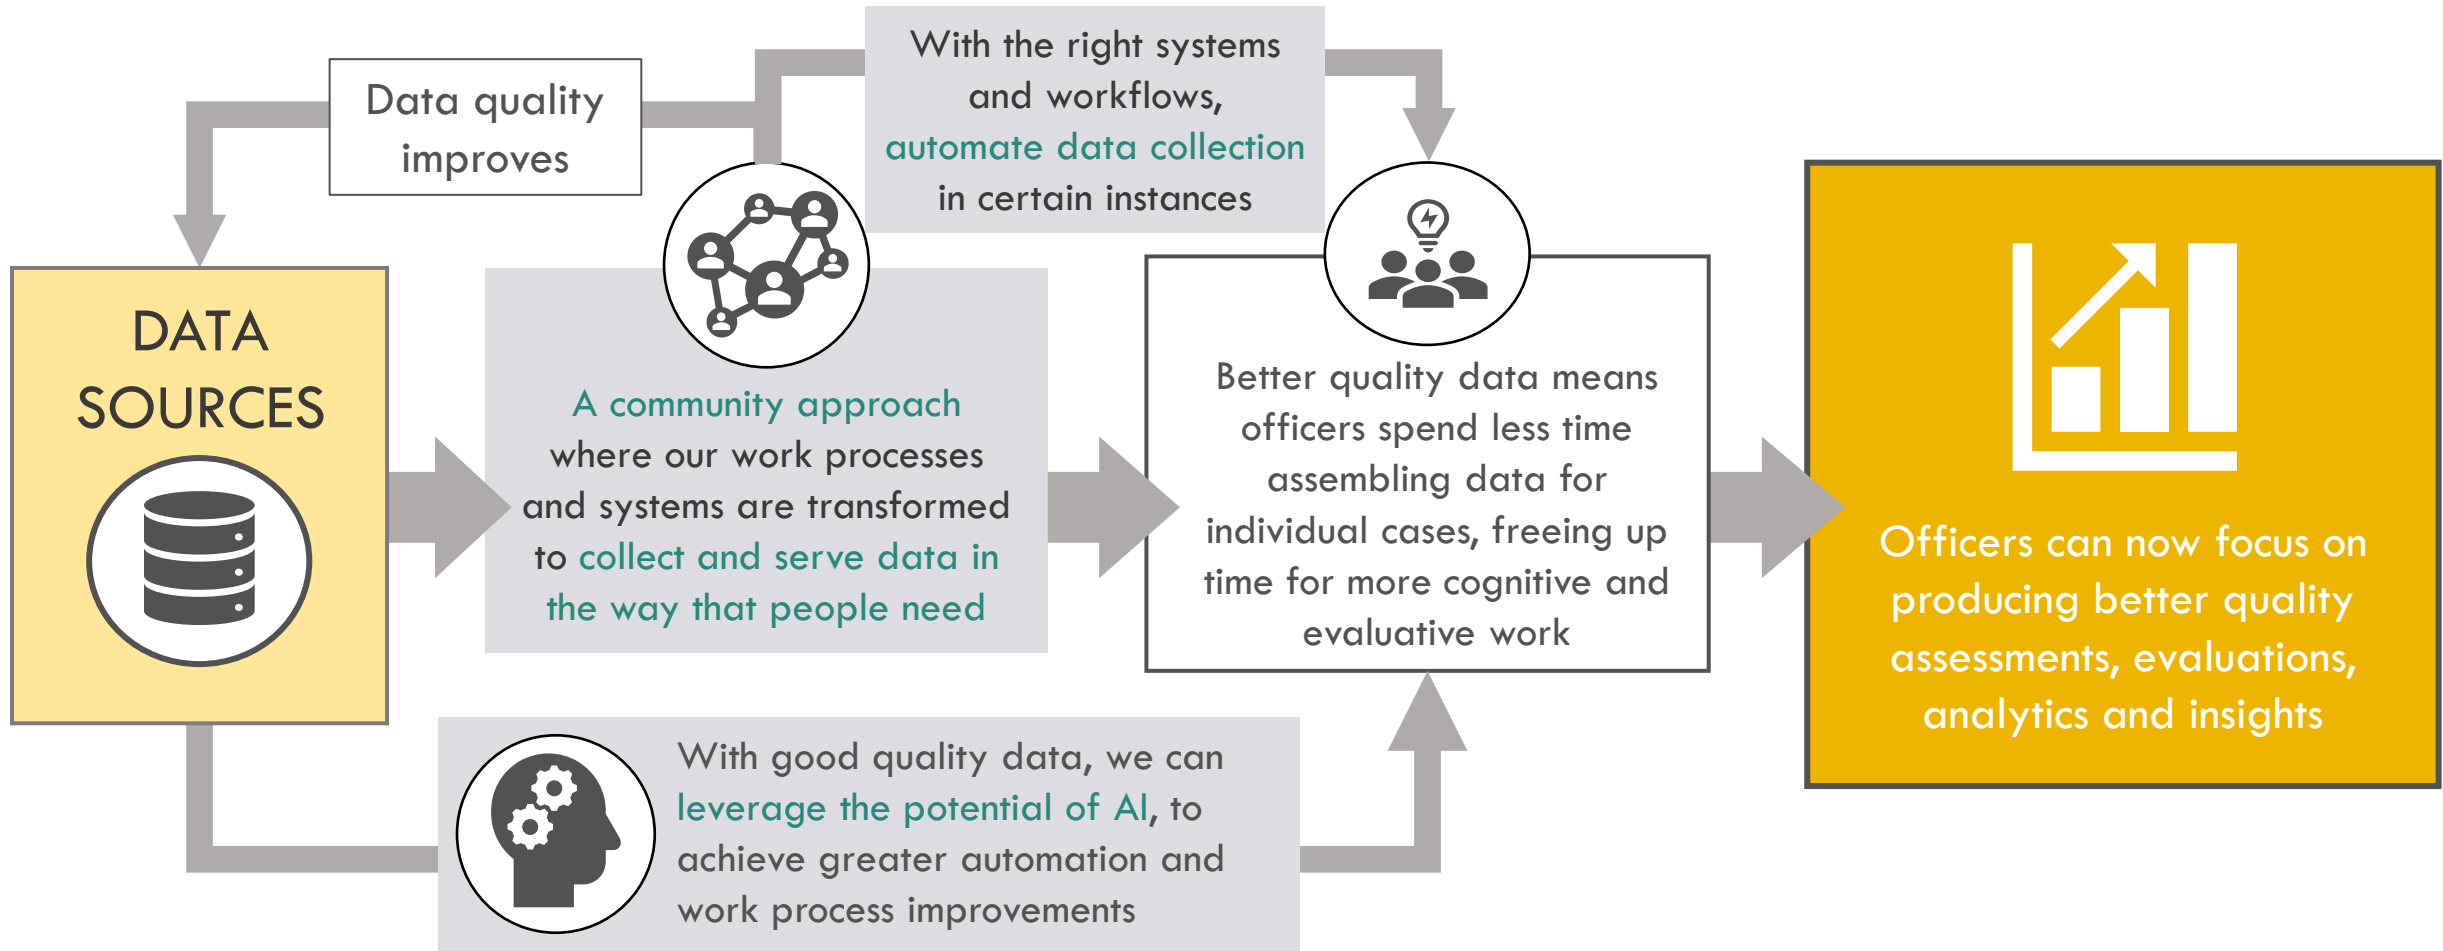 Data quality
improves
With the right systems
and workflows,
automate data collection
in certain instances
DATA
SOURCES
A community approach
where our work processes
and systems are transformed
to collect and serve data in
the way that people need
Better quality data means
officers spend less time
assembling data for
individual cases, freeing up
time for more cognitive and
evaluative work
Officers can now focus on
producing better quality
assessments, evaluations,
analytics and insights
With good quality data, we can
leverage the potential of AI, to
achieve greater automation and
work process improvements